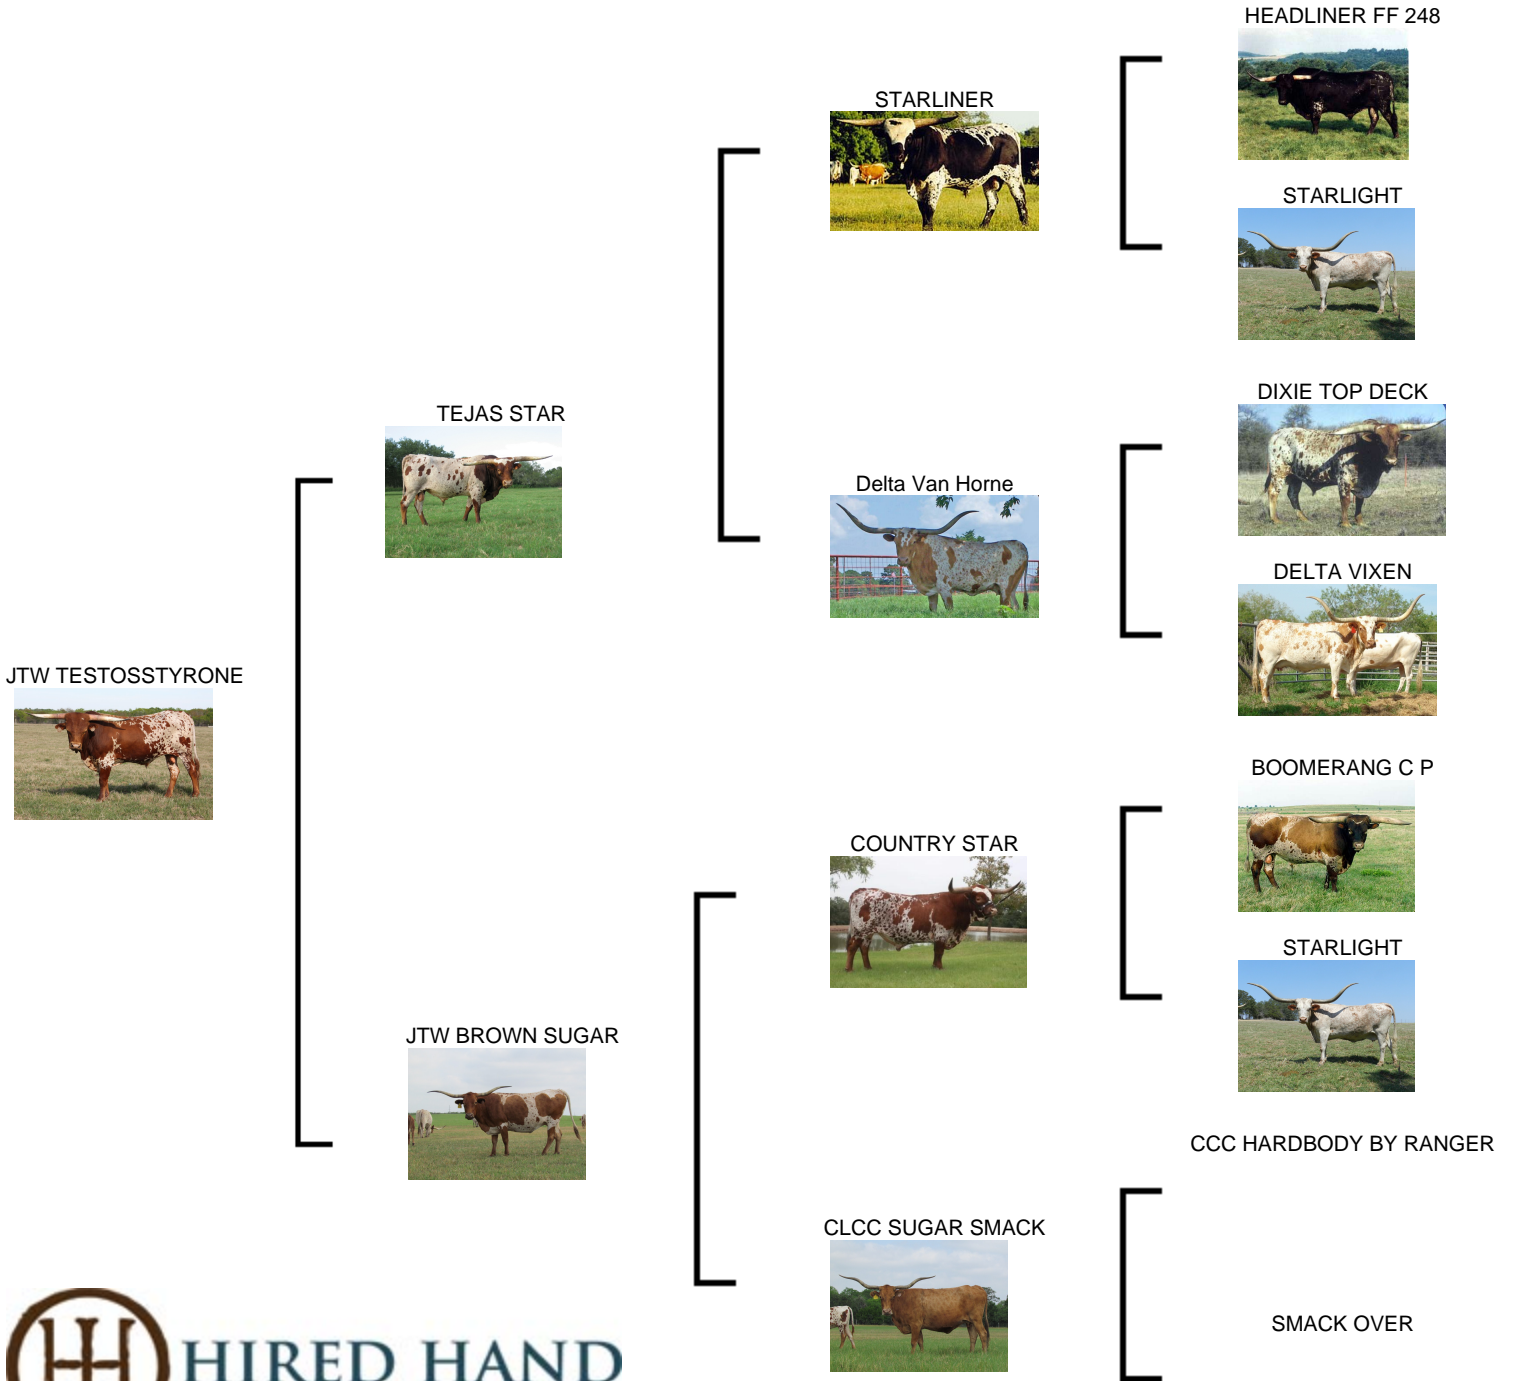 HEADLINER FF 248
STARLINER
STARLIGHT
DIXIE TOP DECK
TEJAS STAR
Delta Van Horne
DELTA VIXEN
JTW TESTOSSTYRONE
BOOMERANG C P
COUNTRY STAR
STARLIGHT
JTW BROWN SUGAR
CCC HARDBODY BY RANGER
CLCC SUGAR SMACK
SMACK OVER
HIRED HAND